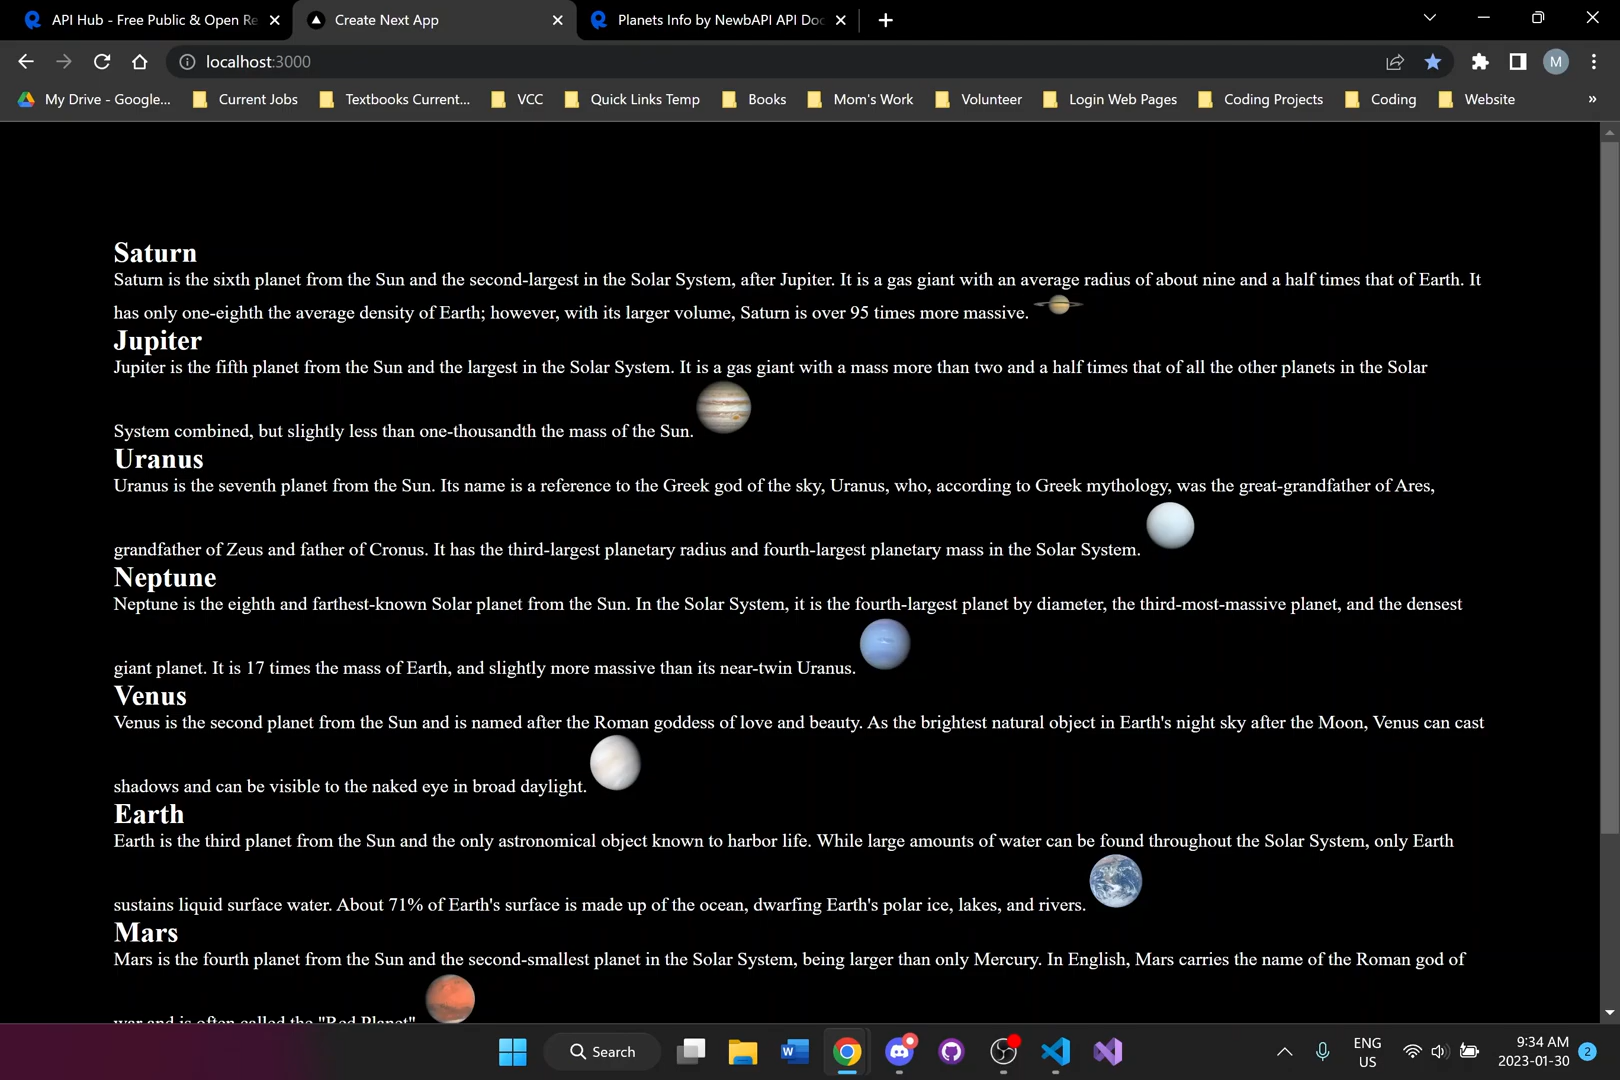 API Hub - Free Public & Open Re
Create Next App
Planets Info by NewbAPI API Doc
localhost:3000
M
My Drive - Google...
Current Jobs
Textbooks Current...
VCC
Quick Links Temp
Books
Mom's Work
Volunteer
Login Web Pages
Coding Projects
Coding
Website
»
Saturn
Saturn is the sixth planet from the Sun and the second-largest in the Solar System, after Jupiter. It is a gas giant with an average radius of about nine and a half times that of Earth. It
has only one-eighth the average density of Earth; however, with its larger volume, Saturn is over 95 times more massive.
Jupiter
Jupiter is the fifth planet from the Sun and the largest in the Solar System. It is a gas giant with a mass more than two and a half times that of all the other planets in the Solar
System combined, but slightly less than one-thousandth the mass of the Sun.
Uranus
Uranus is the seventh planet from the Sun. Its name is a reference to the Greek god of the sky, Uranus, who, according to Greek mythology, was the great-grandfather of Ares,
grandfather of Zeus and father of Cronus. It has the third-largest planetary radius and fourth-largest planetary mass in the Solar System.
Neptune
Neptune is the eighth and farthest-known Solar planet from the Sun. In the Solar System, it is the fourth-largest planet by diameter, the third-most-massive planet, and the densest
giant planet. It is 17 times the mass of Earth, and slightly more massive than its near-twin Uranus.
Venus
Venus is the second planet from the Sun and is named after the Roman goddess of love and beauty. As the brightest natural object in Earth's night sky after the Moon, Venus can cast
shadows and can be visible to the naked eye in broad daylight.
Earth
Earth is the third planet from the Sun and the only astronomical object known to harbor life. While large amounts of water can be found throughout the Solar System, only Earth
sustains liquid surface water. About 71% of Earth's surface is made up of the ocean, dwarfing Earth's polar ice, lakes, and rivers.
Mars
Mars is the fourth planet from the Sun and the second-smallest planet in the Solar System, being larger than only Mercury. In English, Mars carries the name of the Roman god of
war and is often called the "Red Planet"
Search
ENG
US
9:34 AM
2023-01-30
2